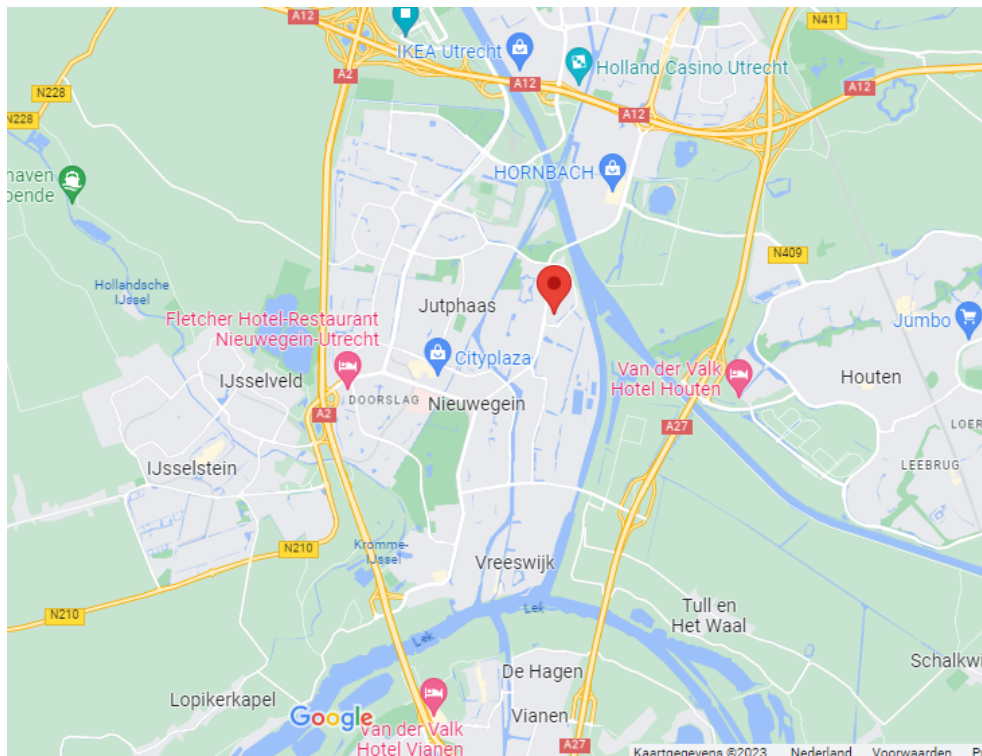 N411
A12
IKEA Utrecht
Holland Casino Utrecht
A2
A12
A12
N228
A12
N228
HORNBACH
haven
oende
N409
Hollandsche
IJssel
Jutphaas
Fletcher Hotel-Restaurant
Nieuwegein-Utrecht
Jumbo
Cityplaza
Van der Valk
Hotel Houten
IJsselveld
Houten
DOORSLAG
Nieuwegein
A2
A27
LOER
IJsselstein
LEEBRUG
N210
Kromme-
IJssel
Vreeswijk
N210
Lek
Tull en
Het Waal
Lek
De Hagen
Schalkwi
Lopikerkapel
Google
Vianen
Van der Valk
Hotel Vianen
A27
Kaartgegevens ©2023 Nederland Voorwaarden P